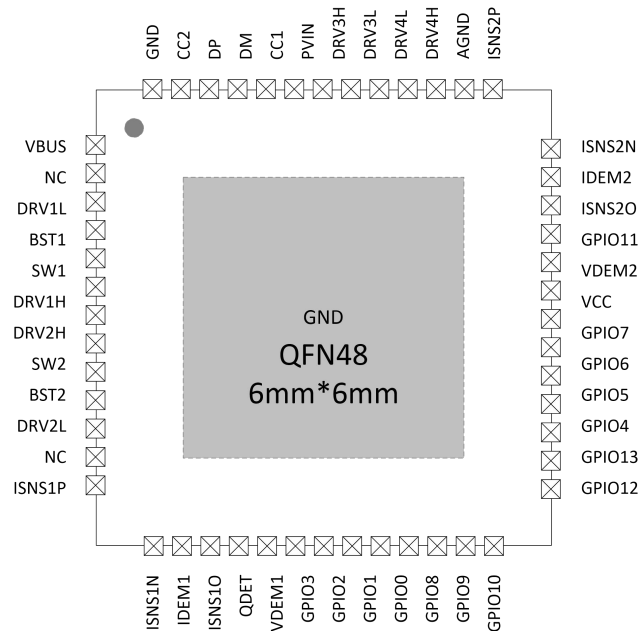 GND
CC2
DP
DM
CC1
PVIN
DRV3H
DRV3L
DRV4L
DRV4H
AGND
ISNS2P
VBUS
NC
DRV1L
BST1
SW1
DRV1H
DRV2H
SW2
BST2
DRV2L
NC
ISNS1P
GND
QFN48
6mm*6mm
ISNS2N
IDEM2
ISNS2O
GPIO11
VDEM2
VCC
GPIO7
GPIO6
GPIO5
GPIO4
GPIO13
GPIO12
ISNS1N
IDEM1
ISNS1O
QDET
VDEM1
GPIO3
GPIO2
GPIO1
GPIO0
GPIO8
GPIO9
GPIO10